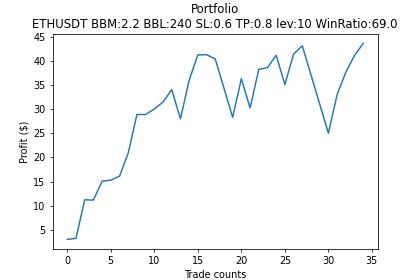 Portfolio
ETHUSDT BBM:2.2 BBL:240 SL:0.6 TP:0.8 lev:10 WinRatio:69.0
45
40
35
30
25
20
15
10
5
Profit ($)
0 5 10 15 20 25 30 35
Trade counts